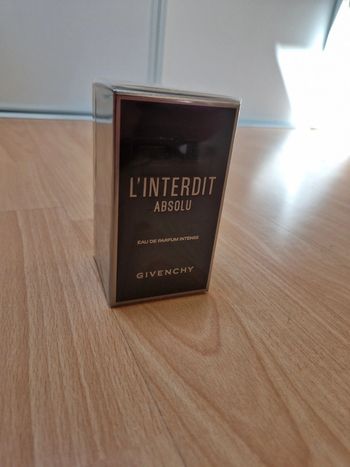 L'INTERDIT
ABSOLU
EAU DE PARFUM INTENSE
GIVENCHY